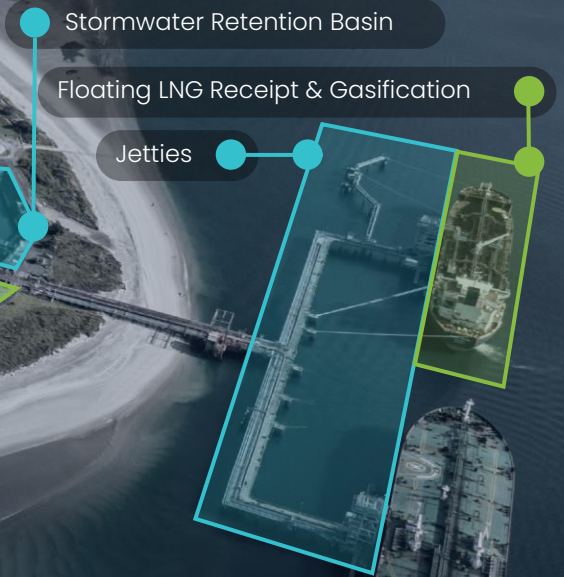 Stormwater Retention Basin
Floating LNG Receipt & Gasification
Jetties